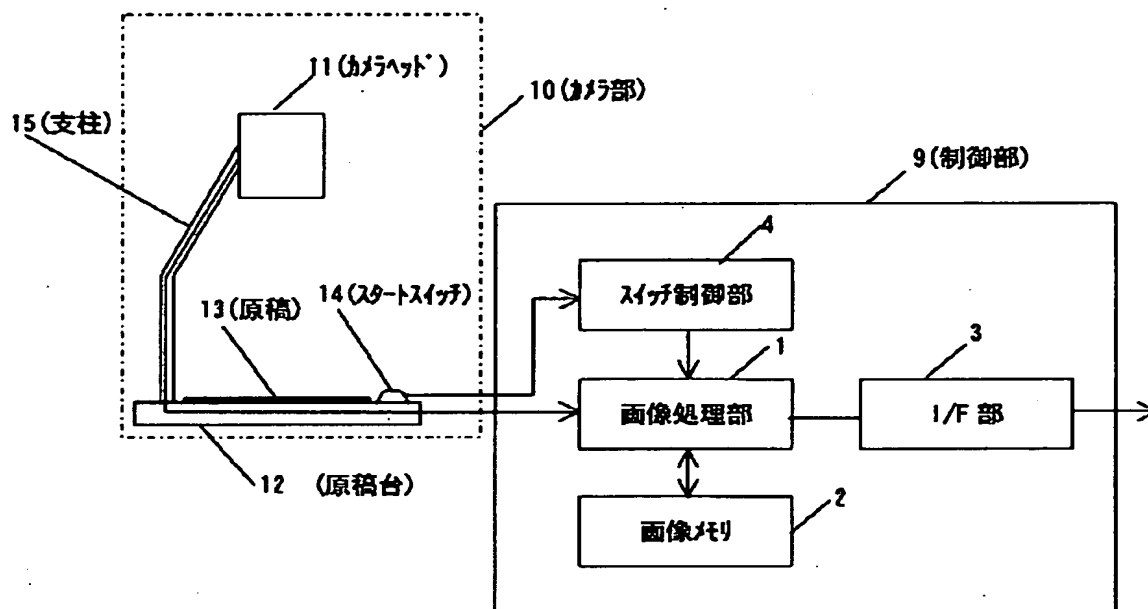 11(ｶﾒﾗﾍｯﾄﾞ)
10(ｶﾒﾗ部)
15(支柱)
9(制御部)
4
ｽｲｯﾁ制御部
14(ｽﾀｰﾄｽｲｯﾁ)
13(原稿)
1
3
画像処理部
I/F 部
12 (原稿台)
2
画像ﾒﾓﾘ